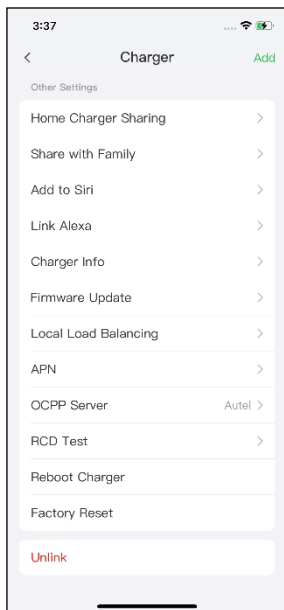 3:37
Charger
Add
Other Settings
Home Charger Sharing
Share with Family
Add to Siri
Link Alexa
Charger Info
Firmware Update
Local Load Balancing
APN
OCPP Server Autel
RCD Test
Reboot Charger
Factory Reset
Unlink